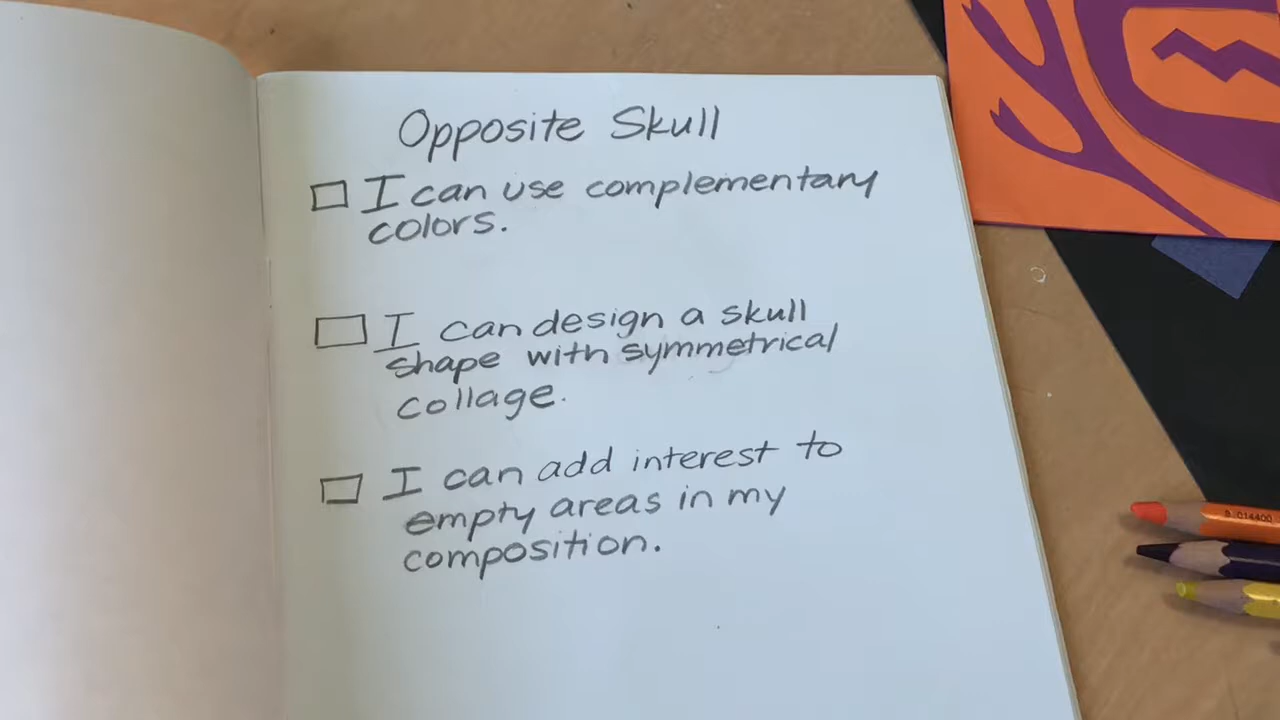 Opposite Skull
I can use complementary
colors.
I can design a skull
shape with symmetrical
collage.
I can add interest to
empty areas in my
composition.